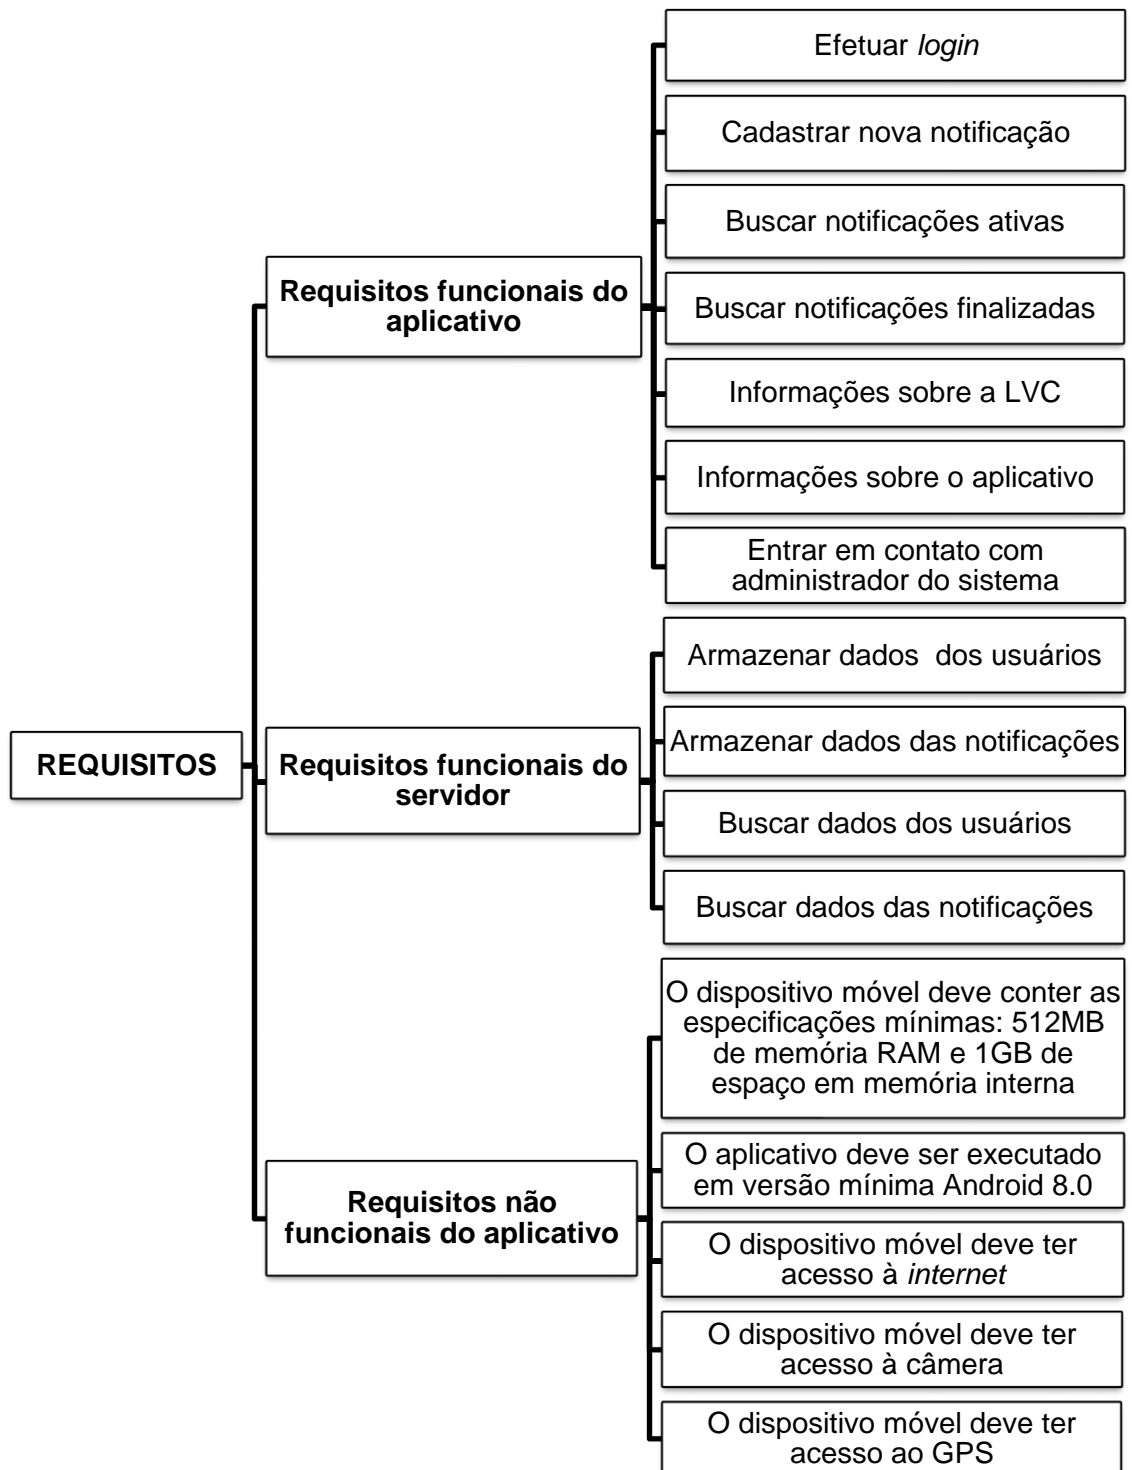 REQUISITOS
Requisitos funcionais do
aplicativo
Efetuar login
Cadastrar nova notificação
Buscar notificações ativas
Buscar notificações finalizadas
Informações sobre a LVC
Informações sobre o aplicativo
Entrar em contato com
administrador do sistema
Requisitos funcionais do
servidor
Armazenar dados  dos usuários
Armazenar dados das notificações
Buscar dados dos usuários
Buscar dados das notificações
Requisitos não
funcionais do aplicativo
O dispositivo móvel deve conter as
especificações mínimas: 512MB
de memória RAM e 1GB de
espaço em memória interna
O aplicativo deve ser executado
em versão mínima Android 8.0
O dispositivo móvel deve ter
acesso à internet
O dispositivo móvel deve ter
acesso à câmera
O dispositivo móvel deve ter
acesso ao GPS